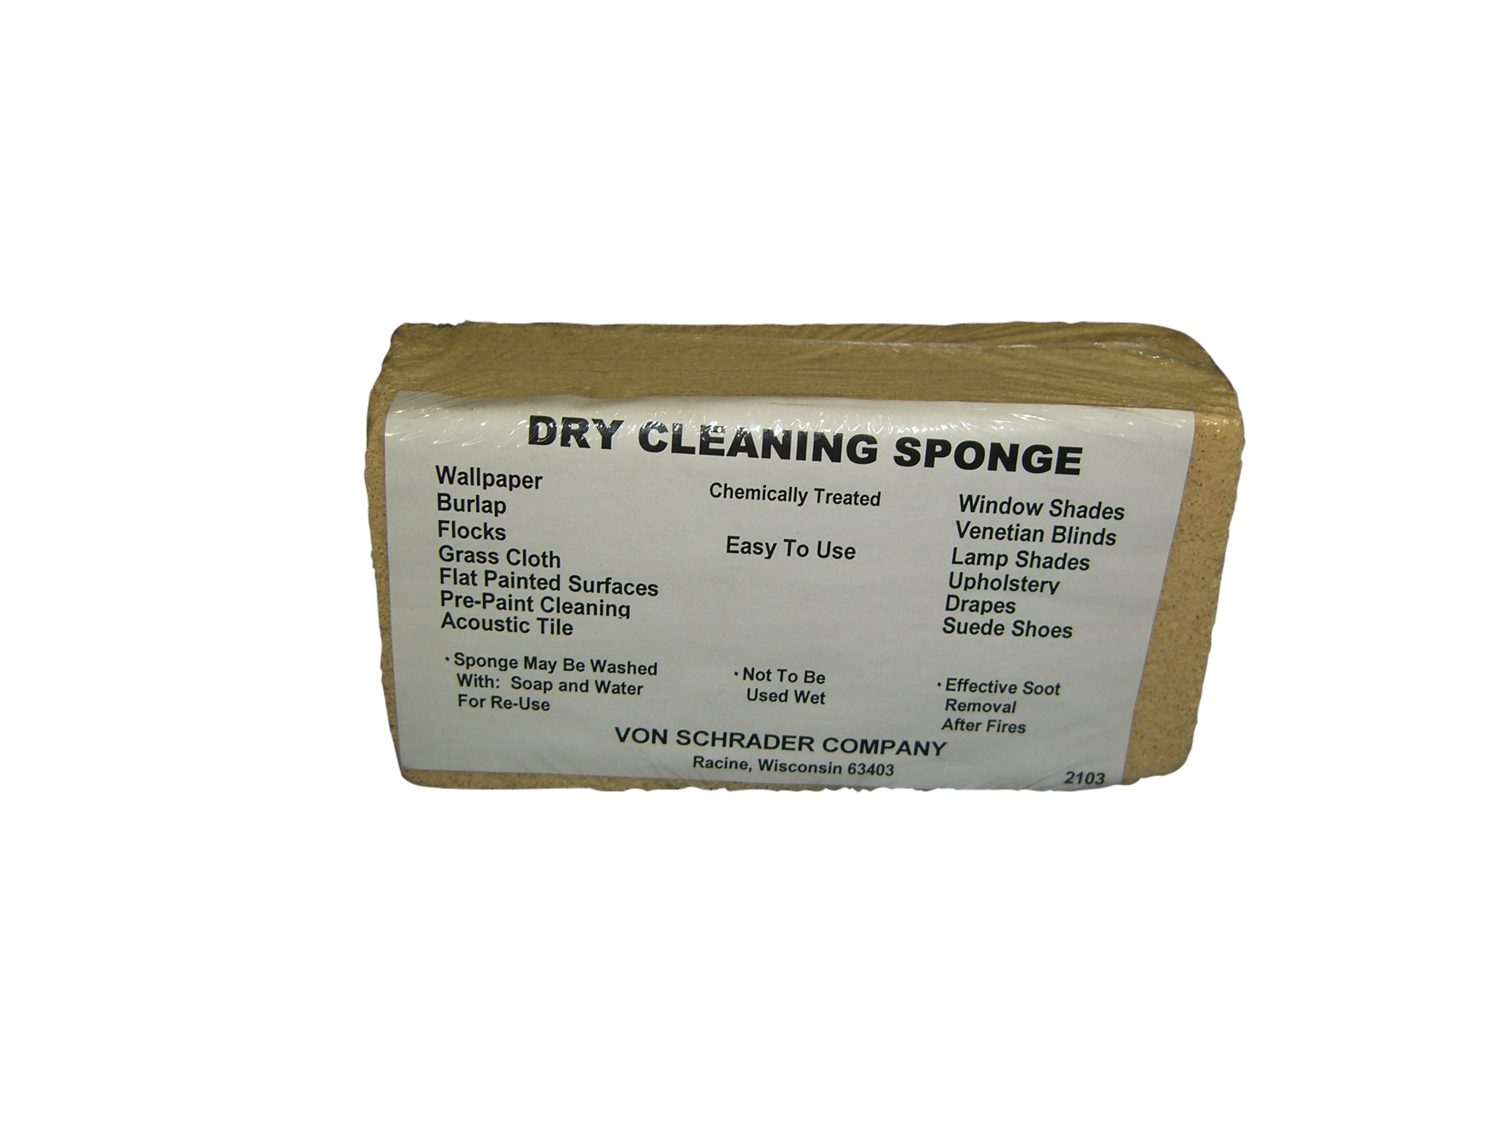 DRY CLEANING SPONGE
Wallpaper
Burlap
Flocks
Grass Cloth
Flat Painted Surfaces
Pre-Paint Cleaning
Acoustic Tile
Chemically Treated
Easy To Use
Window Shades
Venetian Blinds
Lamp Shades
Upholstery
Drapes
Suede Shoes
· Sponge May Be Washed
With: Soap and Water
For Re-Use
· Not To Be
Used Wet
· Effective Soot
Removal
After Fires
VON SCHRADER COMPANY
Racine, Wisconsin 63403
2103